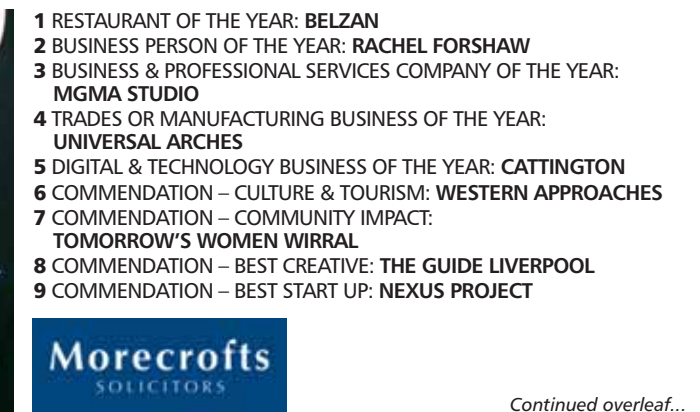 1 RESTAURANT OF THE YEAR: BELZAN
2 BUSINESS PERSON OF THE YEAR: RACHEL FORSHAW
3 BUSINESS & PROFESSIONAL SERVICES COMPANY OF THE YEAR:
MGMA STUDIO
4 TRADES OR MANUFACTURING BUSINESS OF THE YEAR:
UNIVERSAL ARCHES
5 DIGITAL & TECHNOLOGY BUSINESS OF THE YEAR: CATTINGTON
6 COMMENDATION – CULTURE & TOURISM: WESTERN APPROACHES
7 COMMENDATION – COMMUNITY IMPACT:
TOMORROW'S WOMEN WIRRAL
8 COMMENDATION – BEST CREATIVE: THE GUIDE LIVERPOOL
9 COMMENDATION – BEST START UP: NEXUS PROJECT
Morecrofts
SOLICITORS
Continued overleaf...